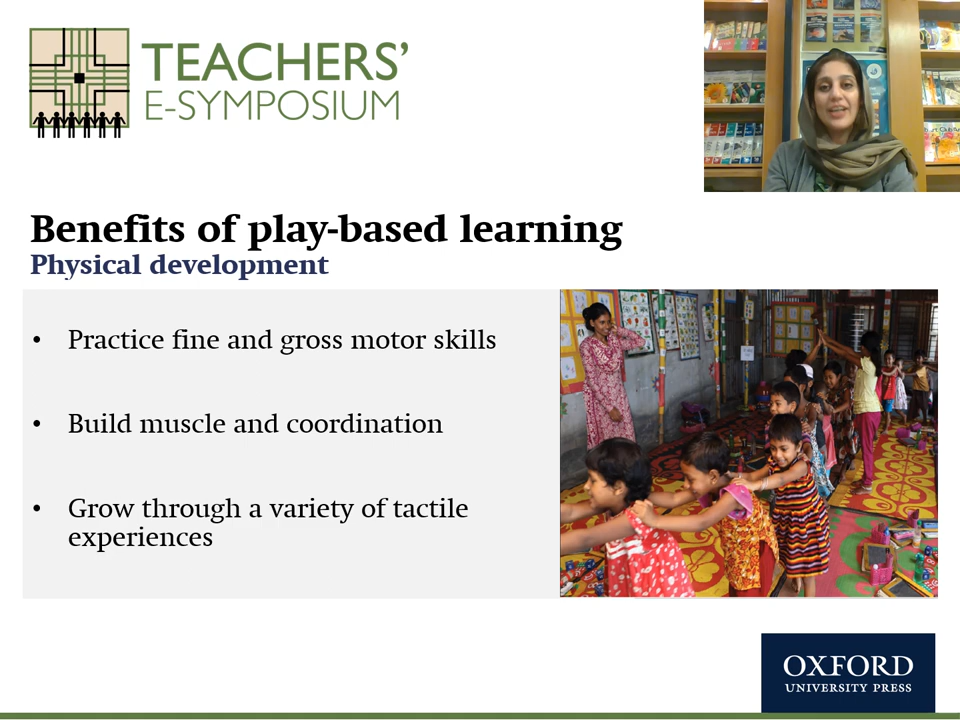 TEACHERS’
E-SYMPOSIUM
Benefits of play-based learning
Physical development
• Practice fine and gross motor skills
• Build muscle and coordination
• Grow through a variety of tactile
experiences
OXFORD
UNIVERSITY PRESS